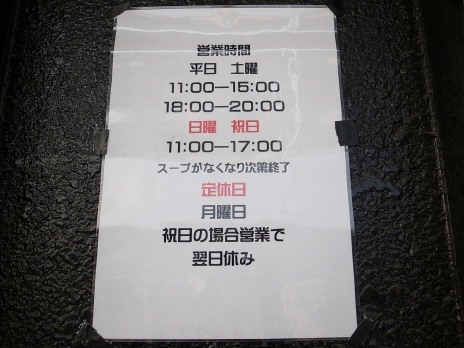 営業時間
平日　土曜
11:00―15:00
18:00―20:00
日曜　祝日
11:00―17:00
スープがなくなり次第終了
定休日
月曜日
祝日の場合営業で
翌日休み